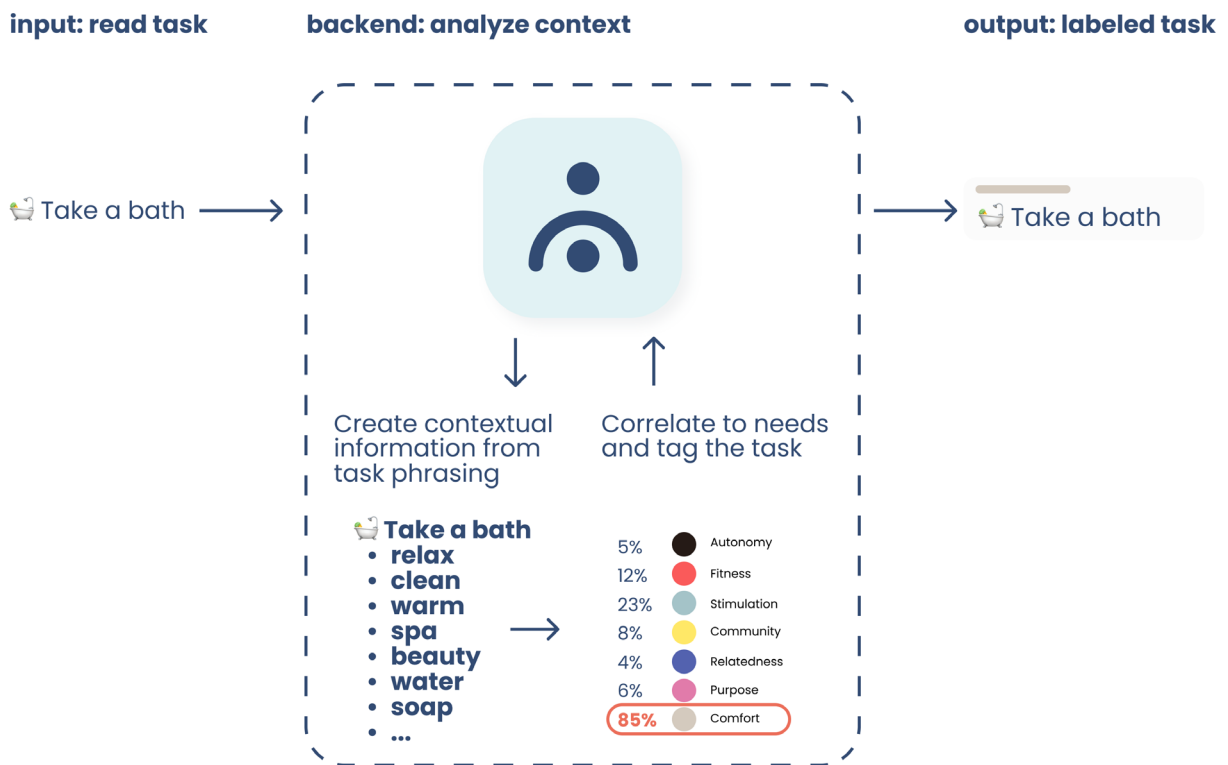 input: read task
backend: analyze context
output: labeled task
🛀 Take a bath
🛀 Take a bath
Create contextual
information from
task phrasing
Correlate to needs
and tag the task
🛀 Take a bath
• relax
• clean
• warm
• spa
• beauty
• water
• soap
• ...
5% Autonomy
12% Fitness
23% Stimulation
8% Community
4% Relatedness
6% Purpose
85% Comfort